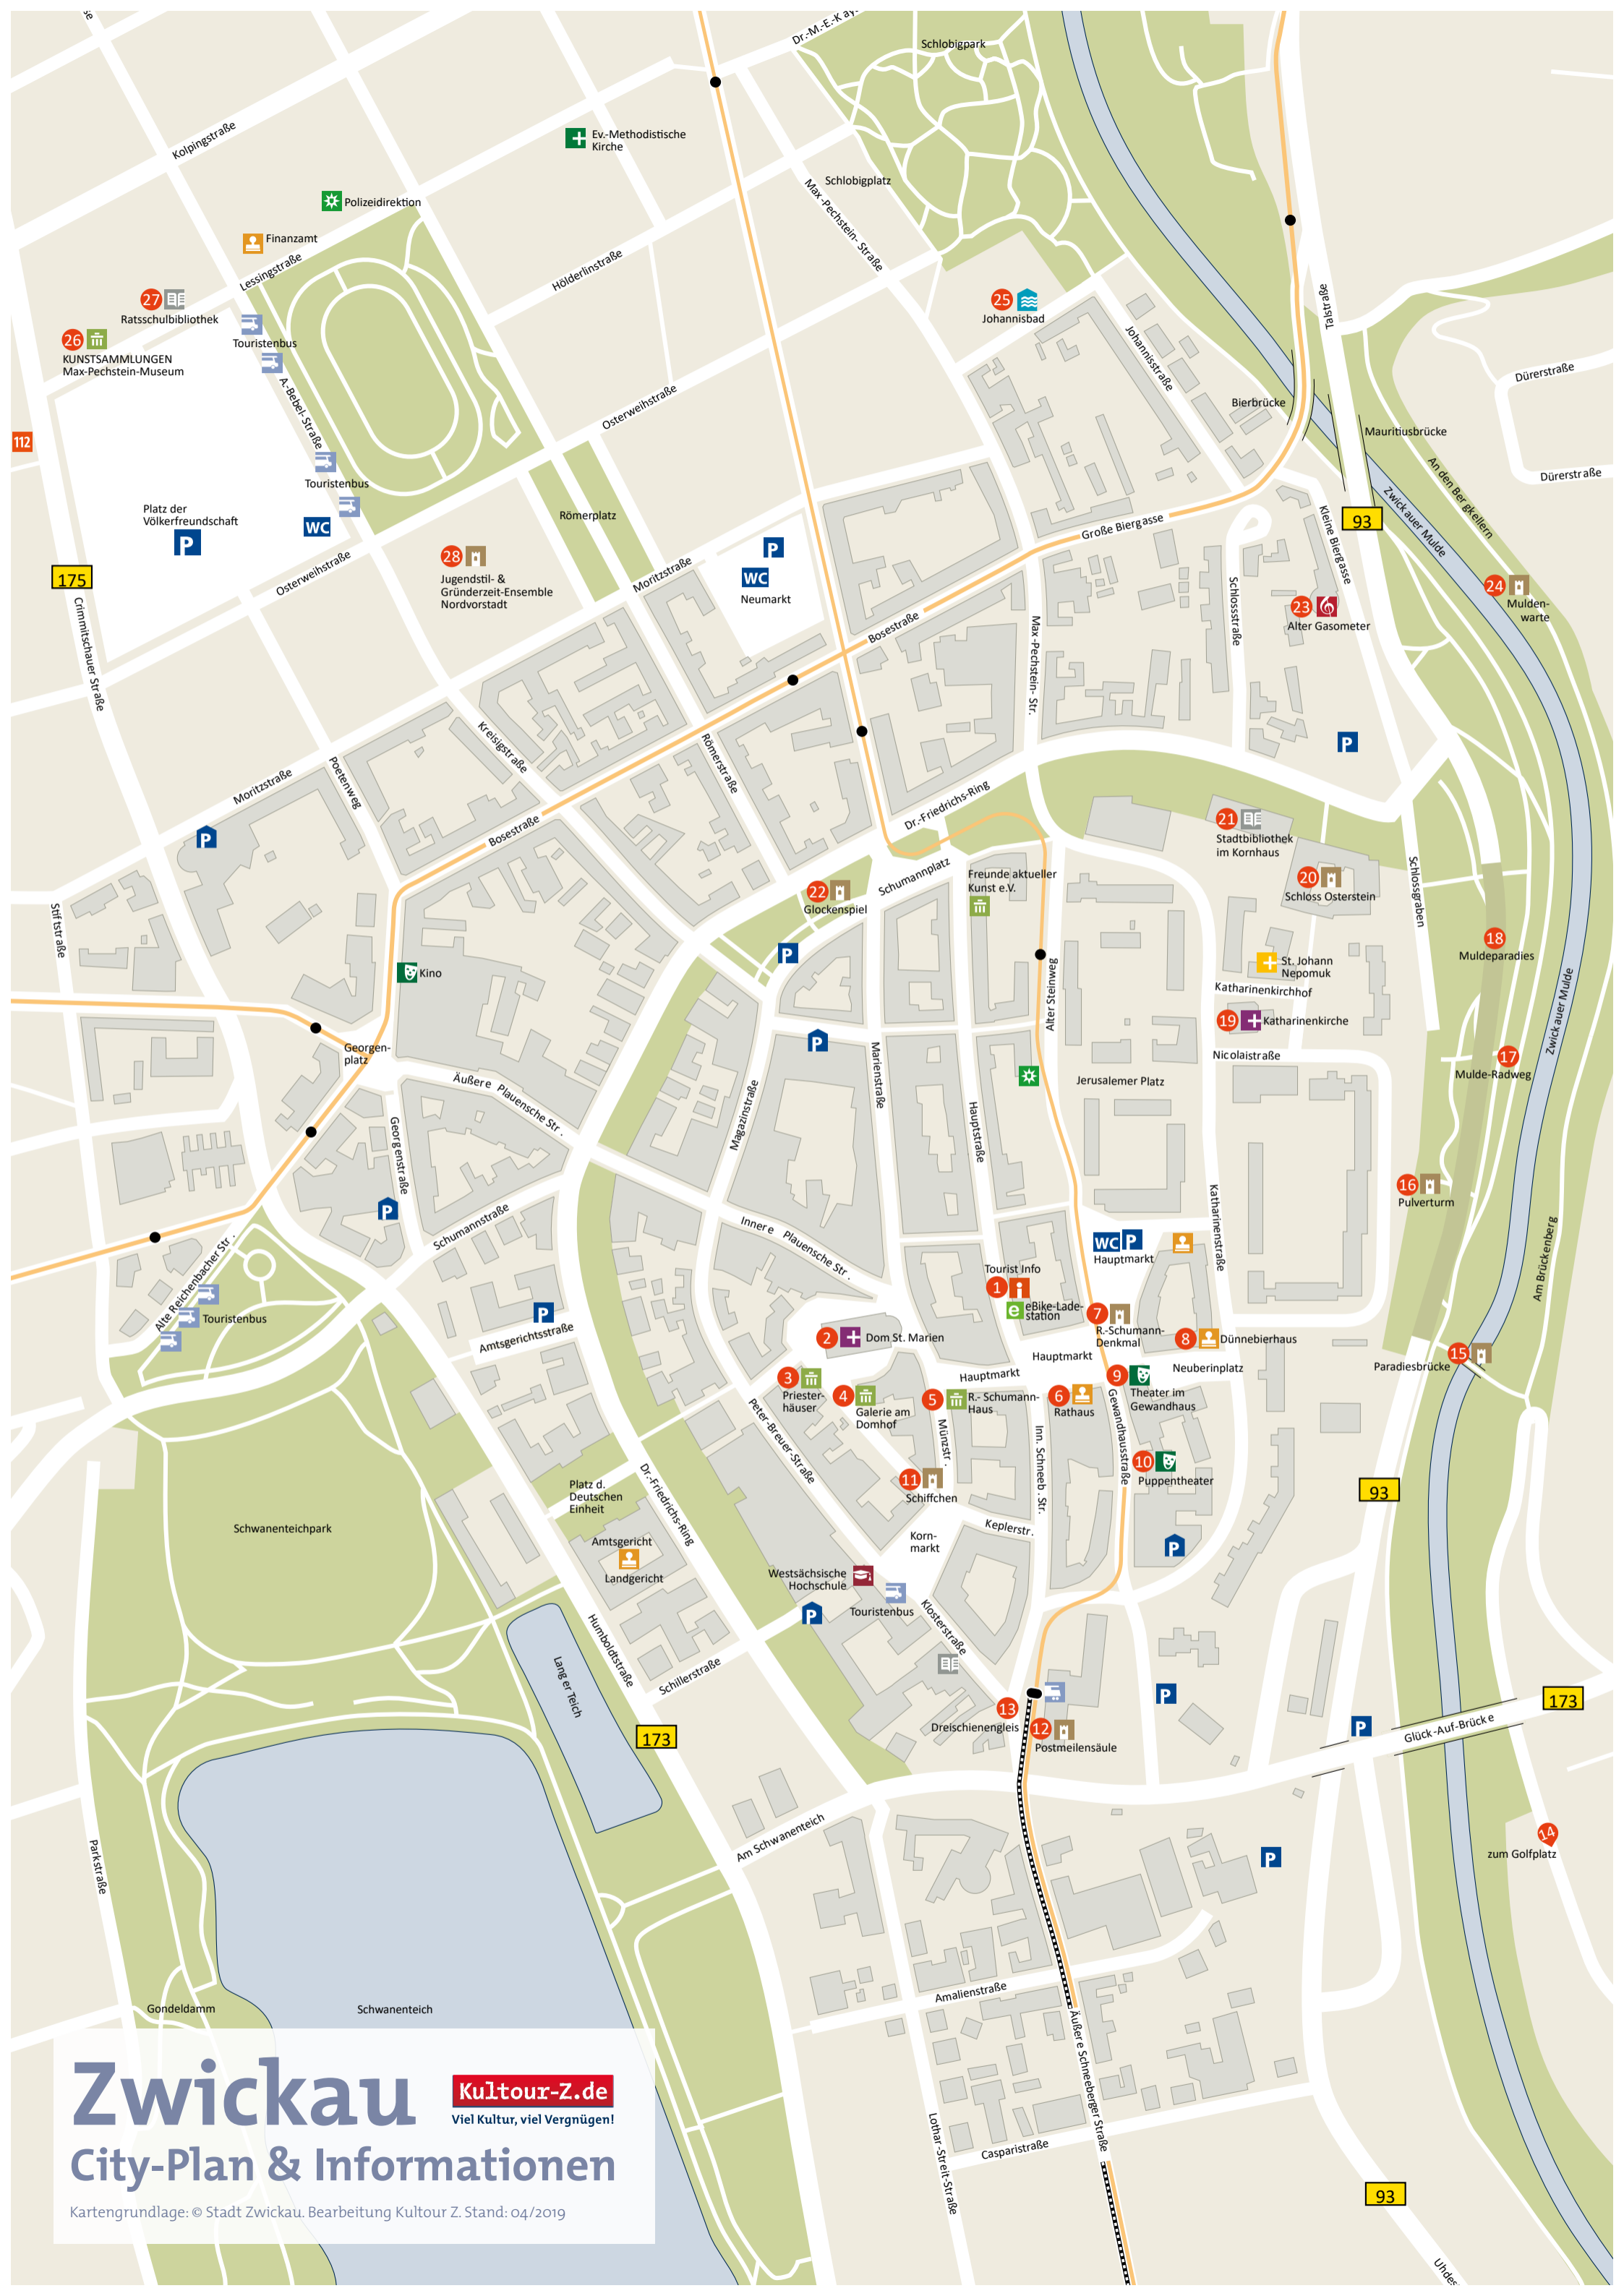 Dr.-M.-E.-K ay.
Schlobigpark
Kolpingstraße
Ev.-Methodistische
Kirche
Polizeidirektion
Schlobigplatz
Max-Pechstein- Straße
Finanzamt
Lessingstraße
Hölderlinstraße
27
Ratsschulbibliothek
26
KUNSTSAMMLUNGEN
Max-Pechstein-Museum
Touristenbus
A.-Bebel-Straße
25
Johannisbad
Johannisstraße
Talstraße
Dürerstraße
Bierbrücke
Mauritiusbrücke
Osterweihstraße
112
An den Bergkellern
Dürerstraße
Touristenbus
Platz der
Völkerfreundschaft
P
WC
Römerplatz
Große Biergasse
Kleine Biergasse
93
Zwickauer Mulde
28
Jugendstil- &
Gründerzeit-Ensemble
Nordvorstadt
Osterweihstraße
175
Moritzstraße
P
WC
Neumarkt
Schlossstraße
24
Mulden-
warte
23
Alter Gasometer
Crimmitschauer Straße
Bosestraße
Max-Pechstein- Str.
Kreisigstraße
Römerstraße
P
Moritzstraße
Poetenweg
Dr.-Friedrichs-Ring
P
Bosestraße
21
Stadtbibliothek
im Kornhaus
Schumannplatz
Freunde aktueller
Kunst e.V.
20
Schloss Osterstein
Schlossgraben
22
Glockenspiel
Stiftstraße
P
18
Muldeparadies
Kino
St. Johann
Nepomuk
Alter Steinweg
Katharinenkirchhof
Zwickauer Mulde
19
Katharinenkirche
Georgen-
platz
P
Marienstraße
Nicolaistraße
17
Mulde-Radweg
Äußere Plauensche Str.
Magazinstraße
Hauptstraße
Jerusalemer Platz
Georgenstraße
P
16
Pulverturm
Katharinenstraße
Schumannstraße
Innere Plauensche Str.
WC
P
Hauptmarkt
Am Brückenberg
Alte Reichenbacher Str.
Tourist Info
1
e
eBike-Lade-
station
Touristenbus
P
Amtsgerichtsstraße
2
Dom St. Marien
7
R.-Schumann-
Denkmal
8
Dünnebierhaus
Hauptmarkt
Neuberinplatz
Paradiesbrücke
15
Hauptmarkt
3
Priester-
häuser
4
Galerie am
Domhof
5
R.- Schumann-
Haus
6
Rathaus
9
Theater im
Gewandhaus
Peter-Breuer-Straße
Münzstr.
Inn. Schneeb. Str.
Gewandhausstraße
10
Puppentheater
11
Schiffchen
Dr.-Friedrichs-Ring
Platz d.
Deutschen
Einheit
93
Schwanenteichpark
Keplerstr.
Korn-
markt
P
Amtsgericht
Landgericht
Westsächsische
Hochschule
Touristenbus
P
Klosterstraße
Humboldtstraße
Langer Teich
Schillerstraße
173
13
Dreischienengleis
12
Postmeilensäule
P
P
173
Glück-Auf-Brücke
Am Schwanenteich
14
zum Golfplatz
P
Parkstraße
Amalienstraße
Gondeldamm
Schwanenteich
Äußere Schneeberger Straße
Zwickau
Kultour-Z.de
Viel Kultur, viel Vergnügen!
City-Plan & Informationen
Kartengrundlage: © Stadt Zwickau. Bearbeitung Kultour Z. Stand: 04/2019
Lothar-Streit-Straße
Casparistraße
93
Uhdes